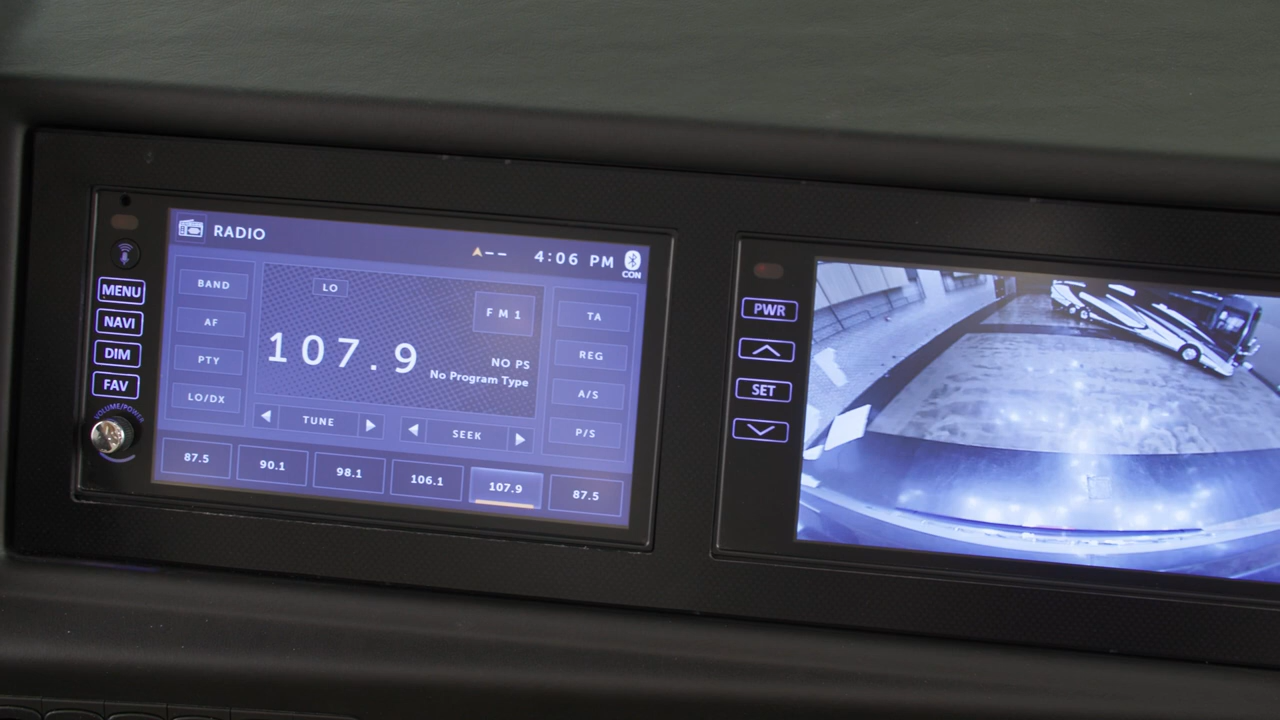 RADIO
-- 4:06 PM
CON
MENU
NAVI
DIM
FAV
VOLUME/POWER
BAND
AF
PTY
LO/DX
LO
FM 1
107.9
NO PS
No Program Type
TUNE
SEEK
TA
REG
A/S
P/S
87.5
90.1
98.1
106.1
107.9
87.5
PWR
SET